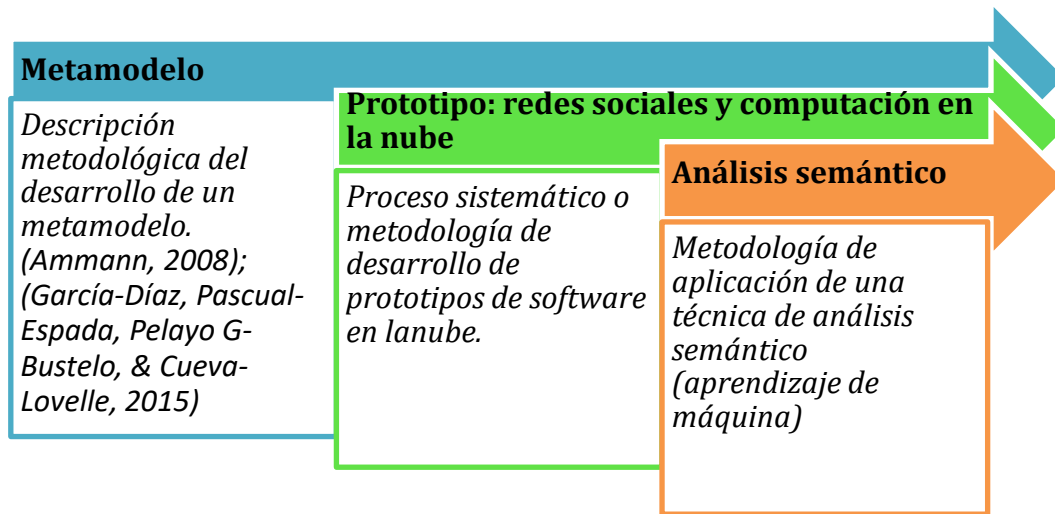 Metamodelo
Descripción
metodológica del
desarrollo de un
metamodelo.
(Ammann, 2008);
(García-Díaz, Pascual-
Espada, Pelayo G-
Bustelo, & Cueva-
Lovelle, 2015)
Prototipo: redes sociales y computación en
la nube
Proceso sistemático o
metodología de
desarrollo de
prototipos de software
en lanube.
Análisis semántico
Metodología de
aplicación de una
técnica de análisis
semántico
(aprendizaje de
máquina)